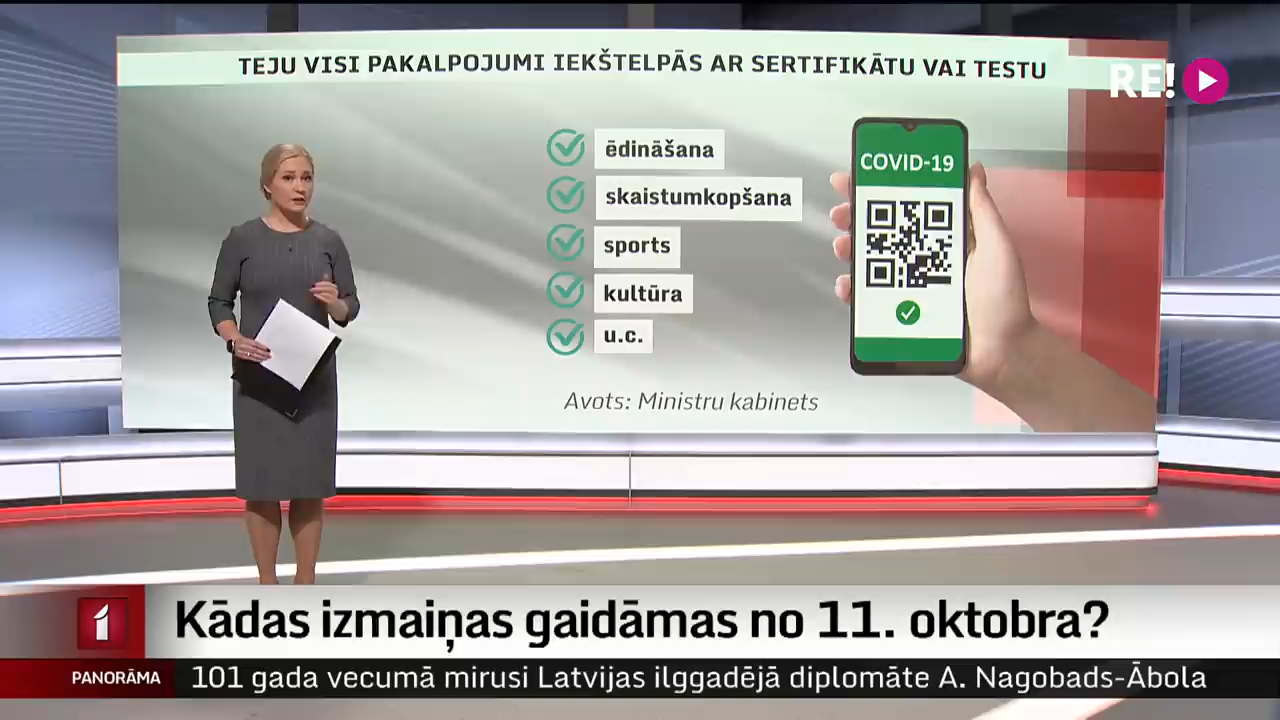 TEJU VISI PAKALPOJUMI IEKŠTELPĀS AR SERTIFIKĀTU VAI TESTU
RE!
ēdināšana
skaistumkopšana
sports
kultūra
u.c.
COVID-19
Avots: Ministru kabinets
1
Kādas izmaiņas gaidāmas no 11. oktobra?
PANORĀMA
101 gada vecumā mirusi Latvijas ilggadējā diplomāte A. Nagobads-Ābola